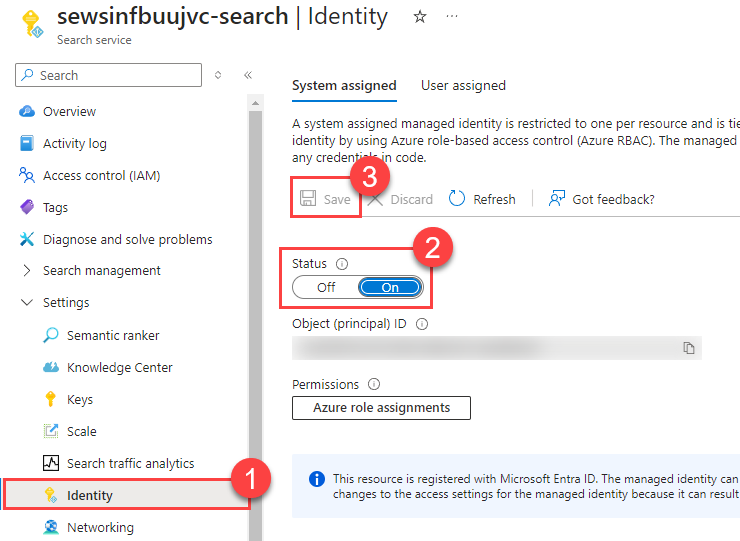 sewsinfbuujvc-search | Identity
Search service
Search
System assigned
User assigned
Overview
Activity log
Access control (IAM)
Tags
Diagnose and solve problems
Search management
Settings
Semantic ranker
Knowledge Center
Keys
Scale
Search traffic analytics
Identity
1
Networking
A system assigned managed identity is restricted to one per resource and is tie
identity by using Azure role-based access control (Azure RBAC). The managed
any credentials in code.
3
Save
Discard
Refresh
Got feedback?
2
Status
Off
On
Object (principal) ID
Permissions
Azure role assignments
This resource is registered with Microsoft Entra ID. The managed identity can
changes to the access settings for the managed identity because it can result